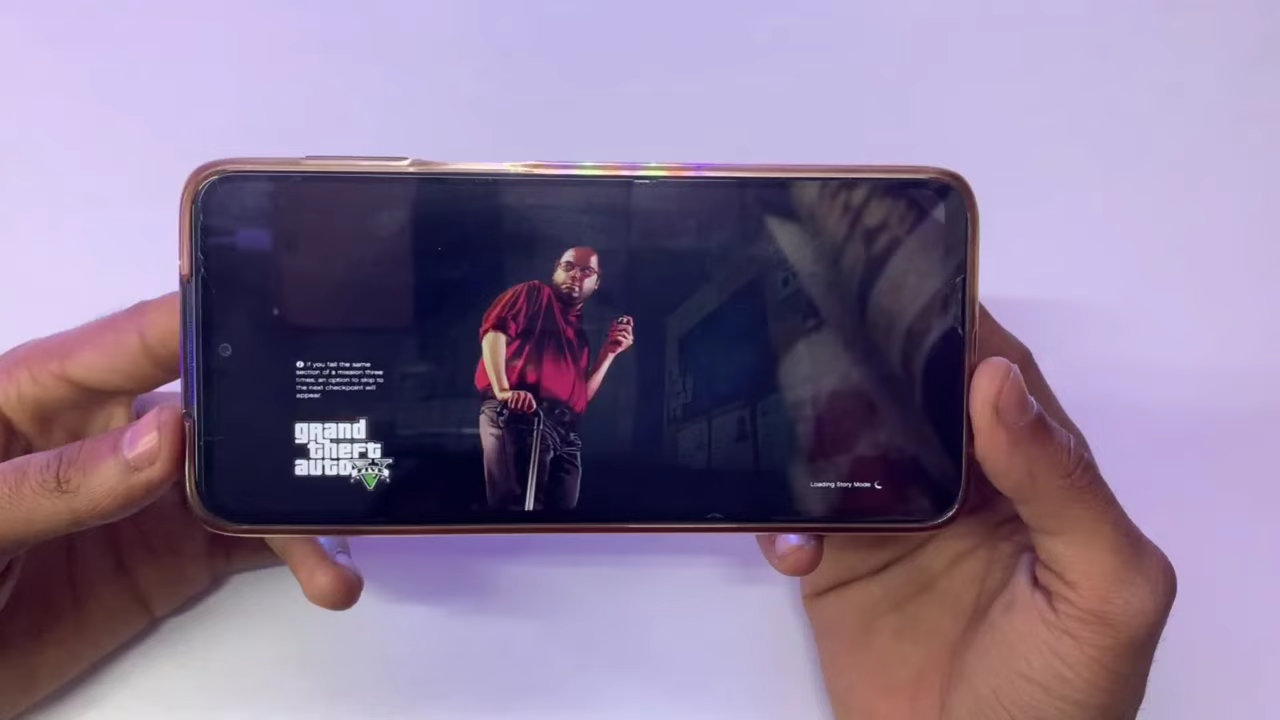 If you fail the same
section of a mission three
times, an option to skip to
the next checkpoint will
appear.
grand
theft
auto V
FIVE
Loading Story Mode